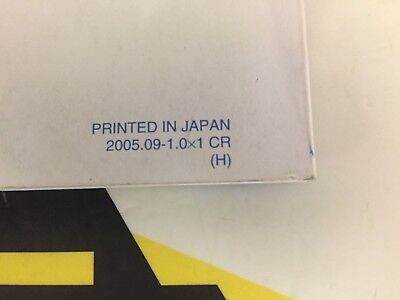 PRINTED IN JAPAN
2005.09-1.0×1 CR
(H)